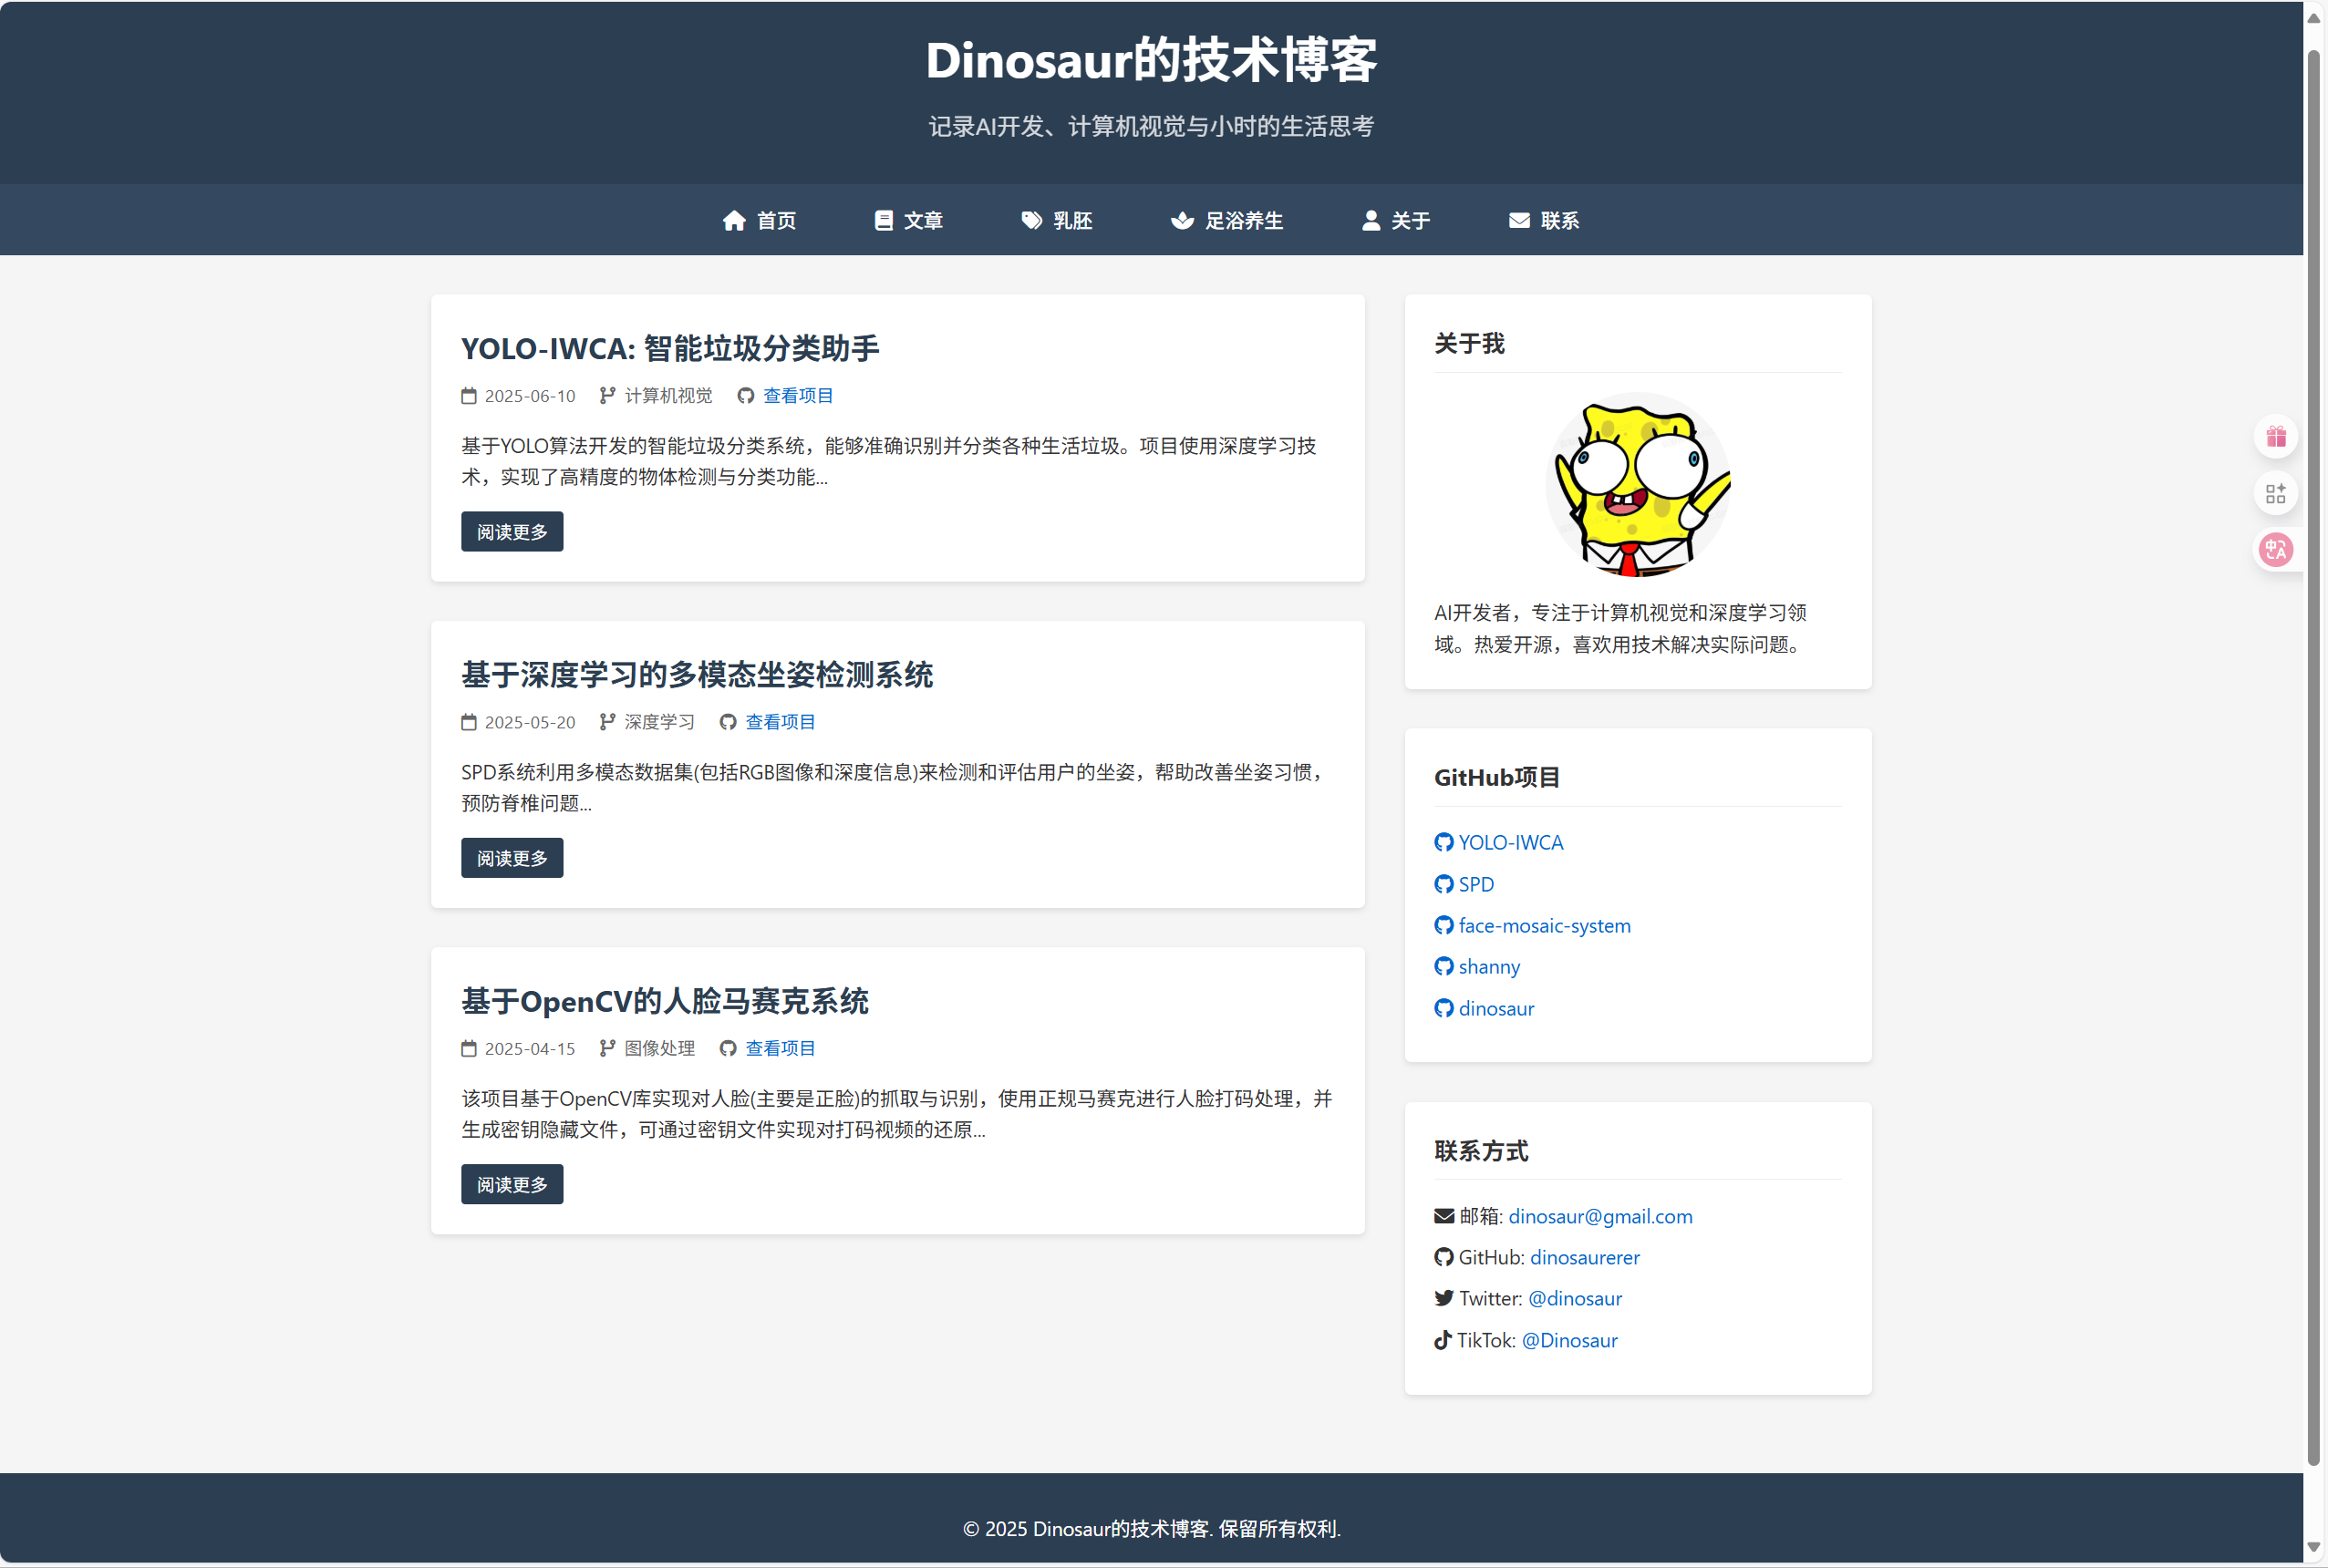 Dinosaur的技术博客
记录AI开发、计算机视觉与小时的生活思考
首页 文章 乳胚 足浴养生 关于 联系
YOLO-IWCA: 智能垃圾分类助手
2025-06-10 计算机视觉 查看项目
基于YOLO算法开发的智能垃圾分类系统，能够准确识别并分类各种生活垃圾。项目使用深度学习技
术，实现了高精度的物体检测与分类功能...
阅读更多
基于深度学习的多模态坐姿检测系统
2025-05-20 深度学习 查看项目
SPD系统利用多模态数据集(包括RGB图像和深度信息)来检测和评估用户的坐姿，帮助改善坐姿习惯，
预防脊椎问题...
阅读更多
基于OpenCV的人脸马赛克系统
2025-04-15 图像处理 查看项目
该项目基于OpenCV库实现对人脸(主要是正脸)的抓取与识别，使用正规马赛克进行人脸打码处理，并
生成密钥隐藏文件，可通过密钥文件实现对打码视频的还原...
阅读更多
关于我
AI开发者，专注于计算机视觉和深度学习领
域。热爱开源，喜欢用技术解决实际问题。
GitHub项目
YOLO-IWCA
SPD
face-mosaic-system
shanny
dinosaur
联系方式
邮箱: dinosaur@gmail.com
GitHub: dinosaurerer
Twitter: @dinosaur
TikTok: @Dinosaur
© 2025 Dinosaur的技术博客. 保留所有权利.